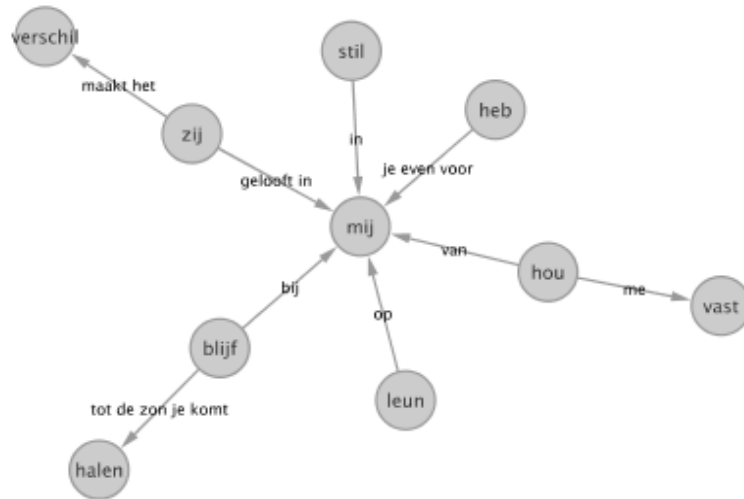 verschil
stil
maakt het
heb
zij
in
je even voor
gelooft in
mij
van
hou
me
vast
bij
op
blijf
leun
tot de zon je komt
halen